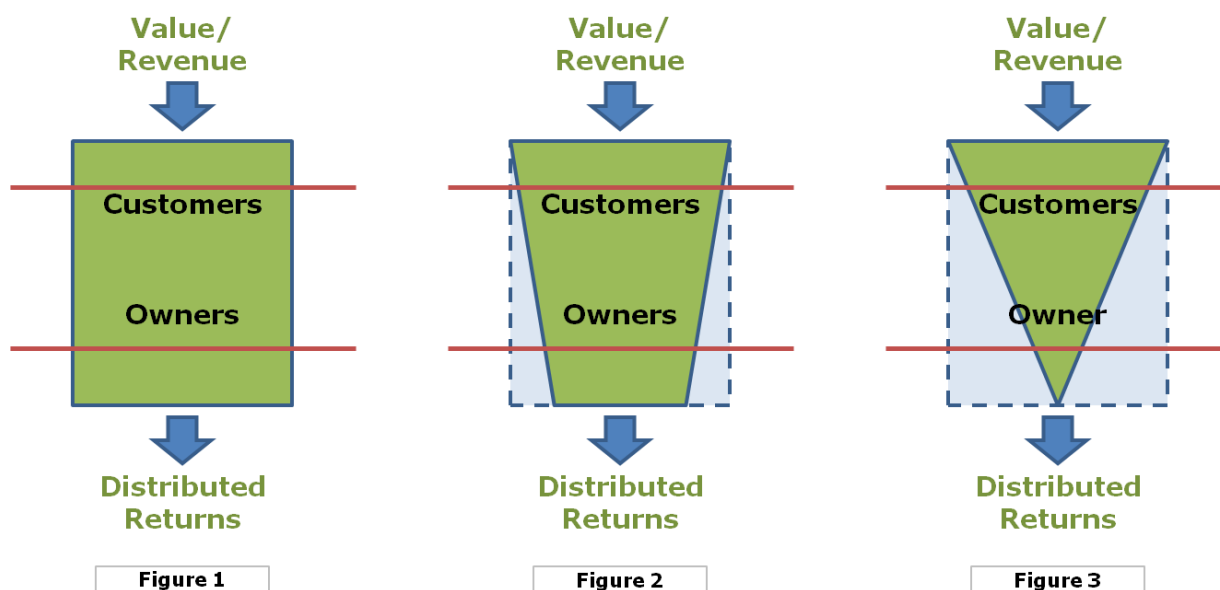 Value/
Revenue
Customers
Owners
Distributed
Returns
Figure 1
Value/
Revenue
Customers
Owners
Distributed
Returns
Figure 2
Value/
Revenue
Customers
Owner
Distributed
Returns
Figure 3